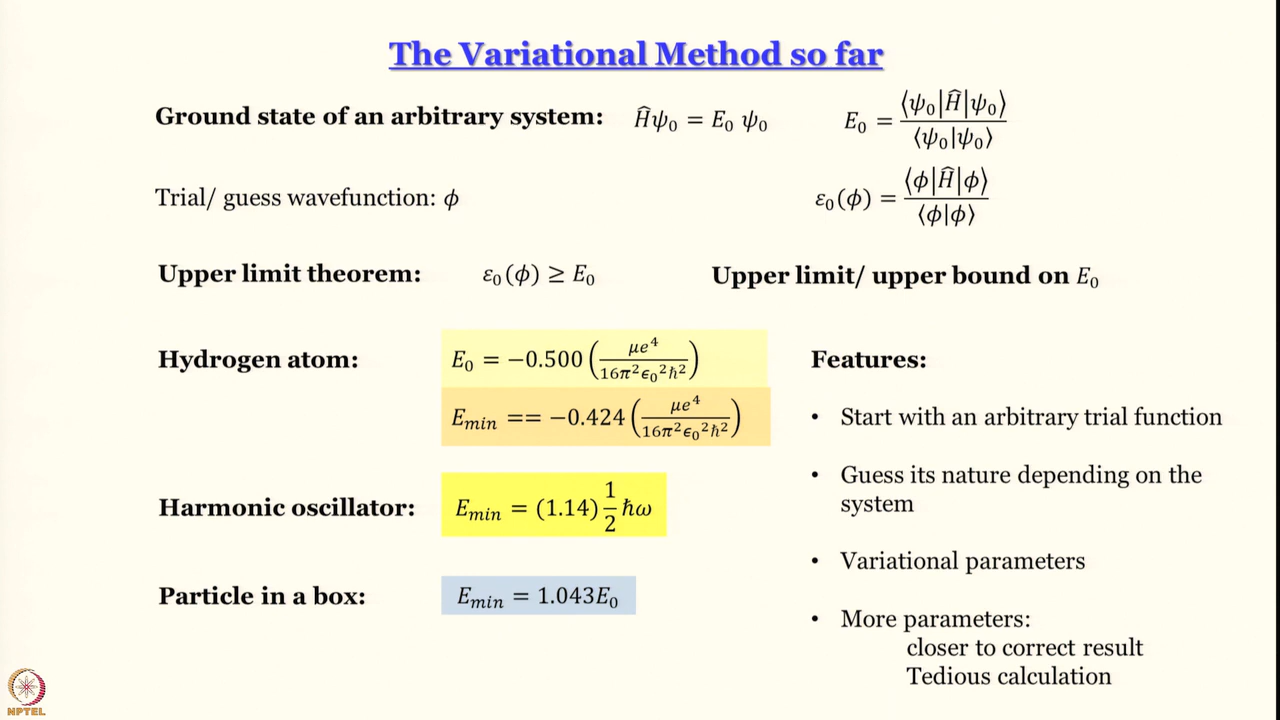 The Variational Method so far
Ground state of an arbitrary system: Ĥψ₀ = E₀ ψ₀ E₀ = ⟨ψ₀|Ĥ|ψ₀⟩ / ⟨ψ₀|ψ₀⟩
Trial/ guess wavefunction: ϕ ε₀(ϕ) = ⟨ϕ|Ĥ|ϕ⟩ / ⟨ϕ|ϕ⟩
Upper limit theorem: ε₀(ϕ) ≥ E₀ Upper limit/ upper bound on E₀
Hydrogen atom: E₀ = −0.500 (μe⁴ / 16π²ϵ₀²ħ²)
E_min == −0.424 (μe⁴ / 16π²ϵ₀²ħ²)
Harmonic oscillator: E_min = (1.14) 1/2 ħω
Particle in a box: E_min = 1.043E₀
Features:
• Start with an arbitrary trial function
• Guess its nature depending on the
system
• Variational parameters
• More parameters:
closer to correct result
Tedious calculation
NPTEL